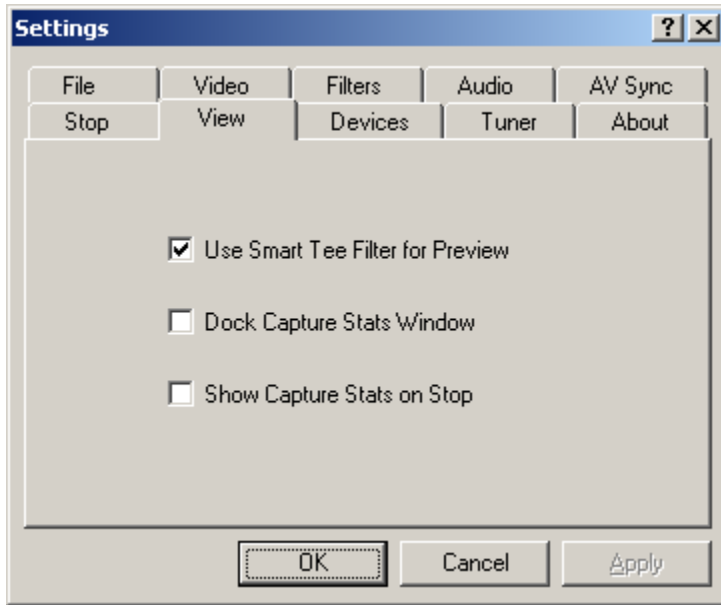 Settings
File Video Filters Audio AV Sync
Stop View Devices Tuner About
Use Smart Tee Filter for Preview
Dock Capture Stats Window
Show Capture Stats on Stop
OK Cancel Apply